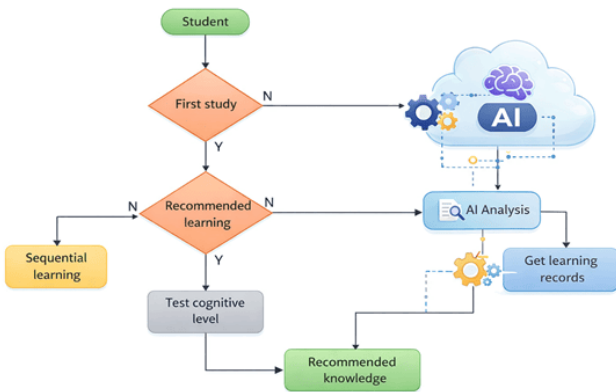 Student
First study
N
AI
Y
N
Recommended
learning
N
AI Analysis
Sequential
learning
Y
Get learning
records
Test cognitive
level
Recommended
knowledge